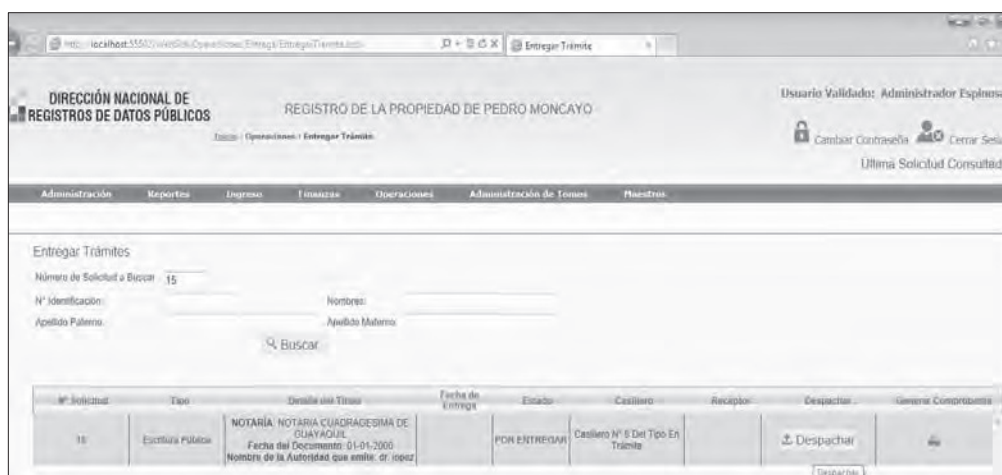 localhost
Entregar Trámite
DIRECCIÓN NACIONAL DE
REGISTROS DE DATOS PÚBLICOS
REGISTRO DE LA PROPIEDAD DE PEDRO MONCAYO
Usuario Validado: Administrador Espinosa
Inicio / Operaciones / Entregar Trámite
Cambiar Contraseña
Cerrar Sesi
Ultima Solicitud Consultad
Administración Reportes Ingreso Finanzas Operaciones Administración de Tomos Maestros
Entregar Trámites
Número de Solicitud a Buscar 15
N° Identificación: Nombres:
Apellido Paterno: Apellido Materno:
Buscar
N° Solicitud Tipo Detalle del Título Fecha de Entrega Estado Casillero Receptor Despachar Generar Comprobante
Escritura Pública
NOTARÍA: NOTARIA CUADRAGESIMA DE
GUAYAQUIL
Fecha del Documento: 01-01-2000
Nombre de la Autoridad que emite: dr. lopez
POR ENTREGAR
Casillero N° 6 Del Tipo En
Trámite
Despachar
Despachar